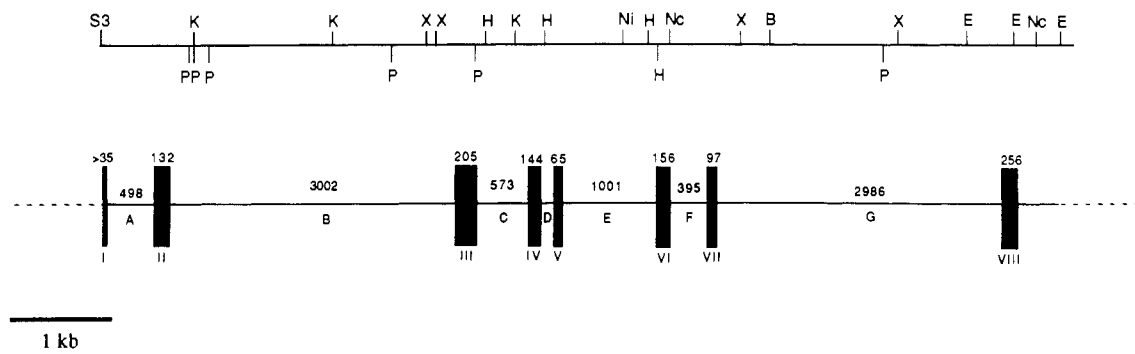 S3 K K X X H K H Ni H Nc X B X E E Nc E
PP P P P H P
>35 132 205 144 65 156 97 256
498 3002 573 1001 395 2986
A B C D E F G
I II III IV V VI VII VIII
1 kb